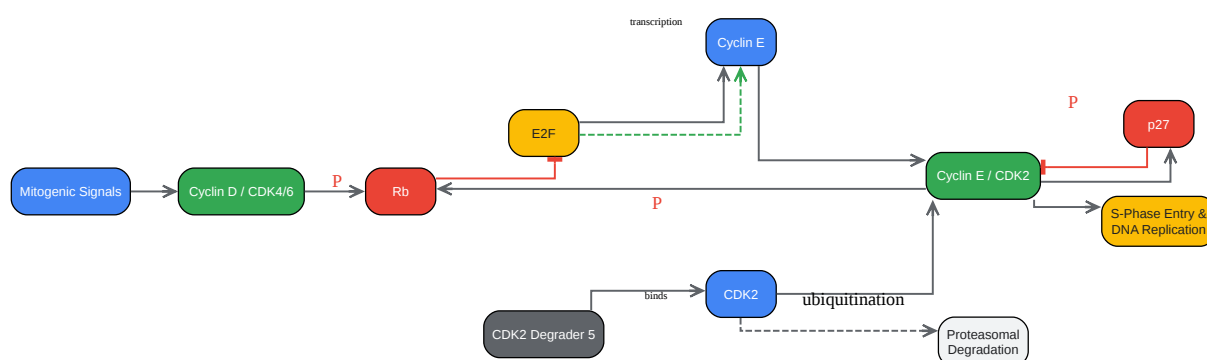 transcription
Cyclin E
P
p27
E2F
Mitogenic Signals
Cyclin D / CDK4/6
P
Rb
Cyclin E / CDK2
P
S-Phase Entry &
DNA Replication
binds
CDK2
ubiquitination
CDK2 Degrader 5
Proteasomal
Degradation